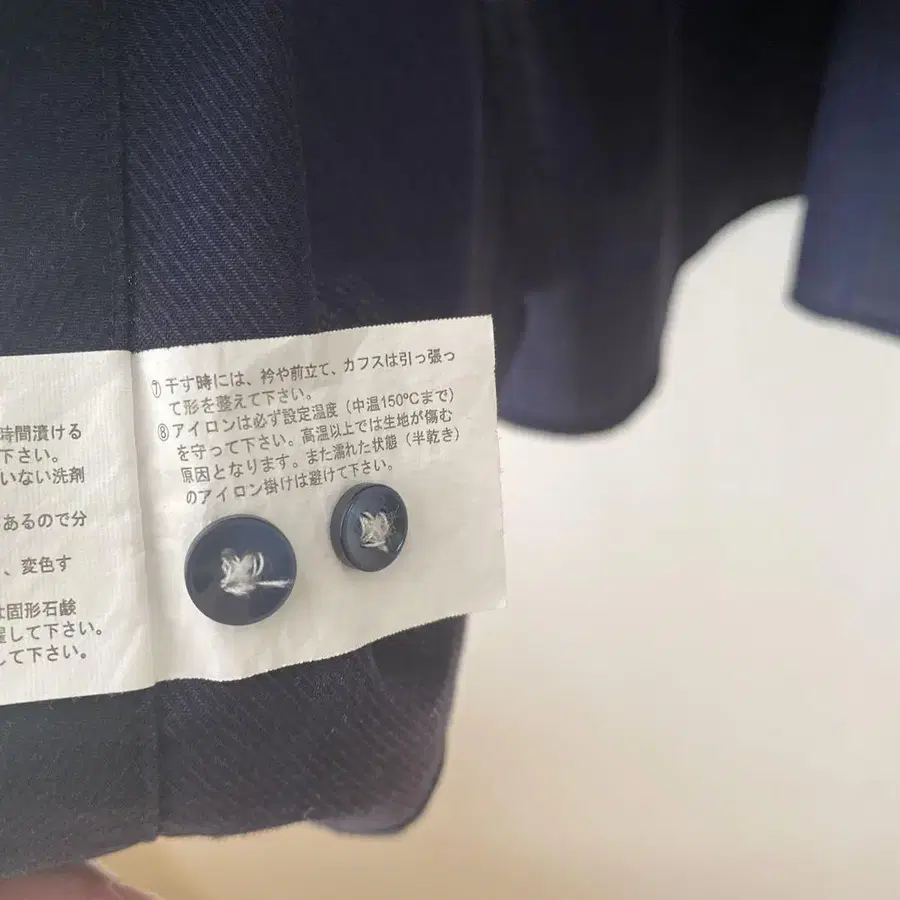 時間漬ける
下さい。
いない洗剤
あるので分
、変色す
は固形石鹸
濯して下さい。
して下さい。
⑦干す時には、衿や前立て、カフスは引っ張っ
て形を整えて下さい。
⑧アイロンは必ず設定温度（中温150℃まで）
を守って下さい。高温以上では生地が傷む
原因となります。また濡れた状態（半乾き）
のアイロン掛けは避けて下さい。